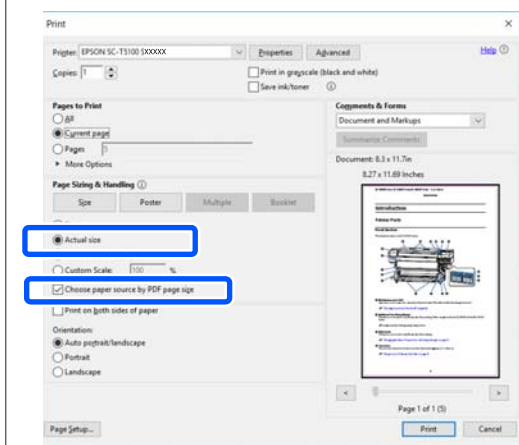 Print
Printer: EPSON SC-T5100 SXXXXX Properties Advanced Help
Copies: 1 Print in grayscale (black and white)
Save ink/toner
Pages to Print
All
Current page
Pages
More Options
Page Sizing & Handling
Size Poster Multiple Booklet
Actual size
Custom Scale: 100 %
Choose paper source by PDF page size
Print on both sides of paper
Orientation:
Auto portrait/landscape
Portrait
Landscape
Comments & Forms
Document and Markups
Summarize Comments
Document: 8.3 x 11.7in
8.27 x 11.69 Inches
Introduction
Printer Parts
< >
Page 1 of 1 (5)
Page Setup... Print Cancel